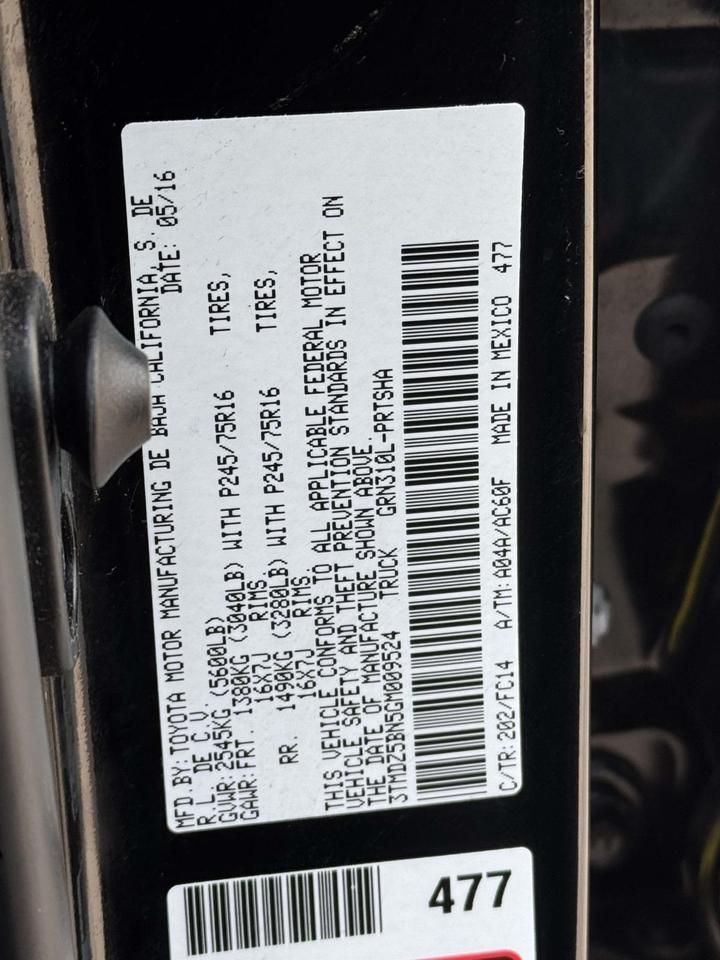 MFD.BY:TOYOTA MOTOR MANUFACTURING DE BAJA CALIFORNIA, S. DE
R.L. DE C.V. DATE: 05/16
GVWR:2545KG (5600LB)
GAWR:FRT. 1380KG (3040LB) WITH P245/75R16 TIRES,
16X7J RIMS.
RR. 1490KG (3280LB) WITH P245/75R16 TIRES,
16X7J RIMS.
THIS VEHICLE CONFORMS TO ALL APPLICABLE FEDERAL MOTOR
VEHICLE SAFETY AND THEFT PREVENTION STANDARDS IN EFFECT ON
THE DATE OF MANUFACTURE SHOWN ABOVE.
3TMDZ5BN5GM009524 TRUCK GRN310L-PRTSHA
C/TR:202/FC14 A/TM:A04A/AC60F MADE IN MEXICO 477
477